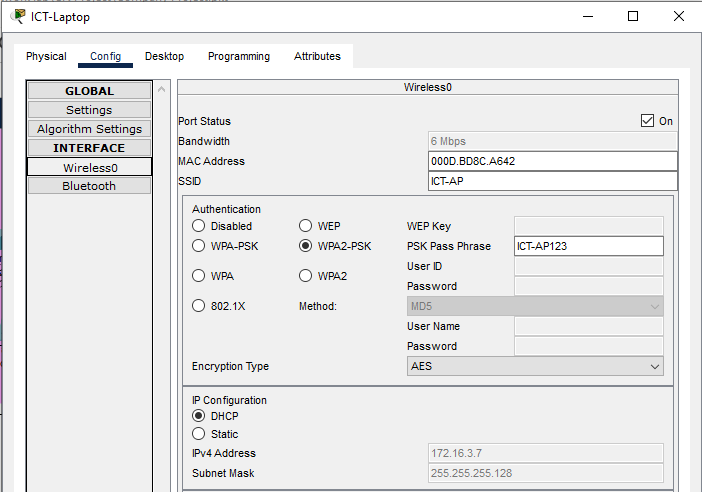 ICT-Laptop
Physical Config Desktop Programming Attributes
GLOBAL
Settings
Algorithm Settings
INTERFACE
Wireless0
Bluetooth
Wireless0
Port Status On
Bandwidth 6 Mbps
MAC Address 000D.BD8C.A642
SSID ICT-AP
Authentication
Disabled WEP WEP Key
WPA-PSK WPA2-PSK PSK Pass Phrase ICT-AP123
User ID
WPA WPA2
Password
802.1X Method: MD5
User Name
Password
Encryption Type AES
IP Configuration
DHCP
Static
IPv4 Address 172.16.3.7
Subnet Mask 255.255.255.128